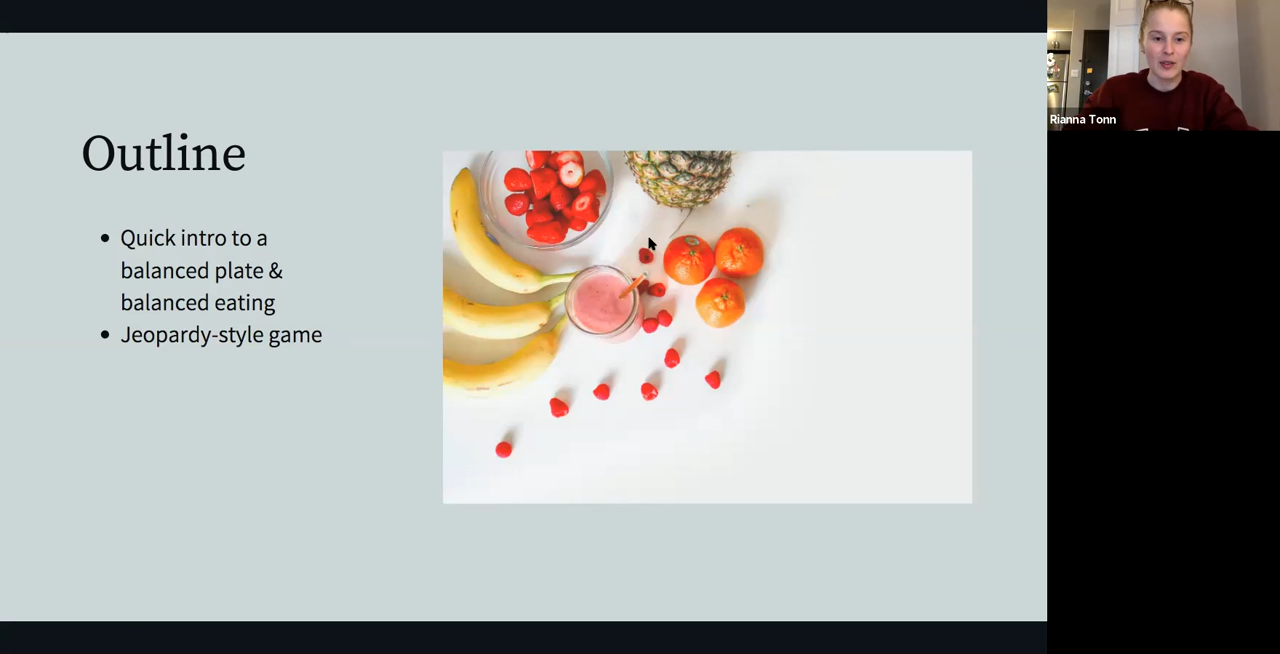 Outline
• Quick intro to a
balanced plate &
balanced eating
• Jeopardy-style game
Rianna Tonn